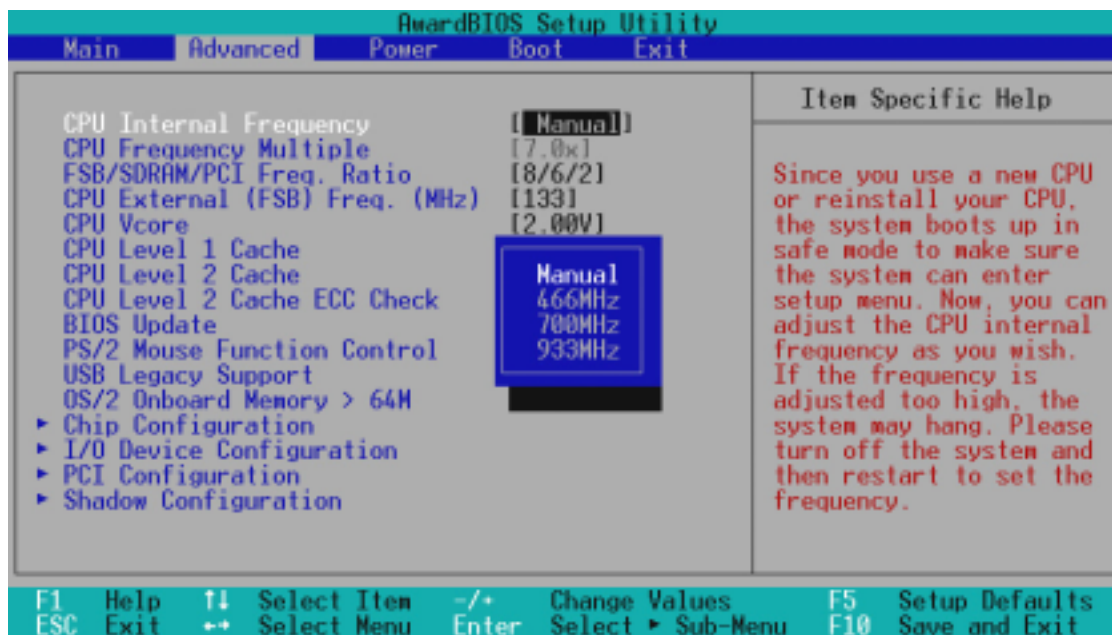 AwardBIOS Setup Utility
Main Advanced Power Boot Exit
CPU Internal Frequency [ Manual]
CPU Frequency Multiple [7.0x]
FSB/SDRAM/PCI Freq. Ratio [8/6/2]
CPU External (FSB) Freq. (MHz) [133]
CPU Vcore [2.00V]
CPU Level 1 Cache
CPU Level 2 Cache
CPU Level 2 Cache ECC Check
BIOS Update
PS/2 Mouse Function Control
USB Legacy Support
OS/2 Onboard Memory > 64M
▸ Chip Configuration
▸ I/O Device Configuration
▸ PCI Configuration
▸ Shadow Configuration
Manual
466MHz
700MHz
933MHz
Item Specific Help
Since you use a new CPU
or reinstall your CPU,
the system boots up in
safe mode to make sure
the system can enter
setup menu. Now, you can
adjust the CPU internal
frequency as you wish.
If the frequency is
adjusted too high, the
system may hang. Please
turn off the system and
then restart to set the
frequency.
F1 Help ↑↓ Select Item -/+ Change Values F5 Setup Defaults
ESC Exit ←→ Select Menu Enter Select ▸ Sub-Menu F10 Save and Exit